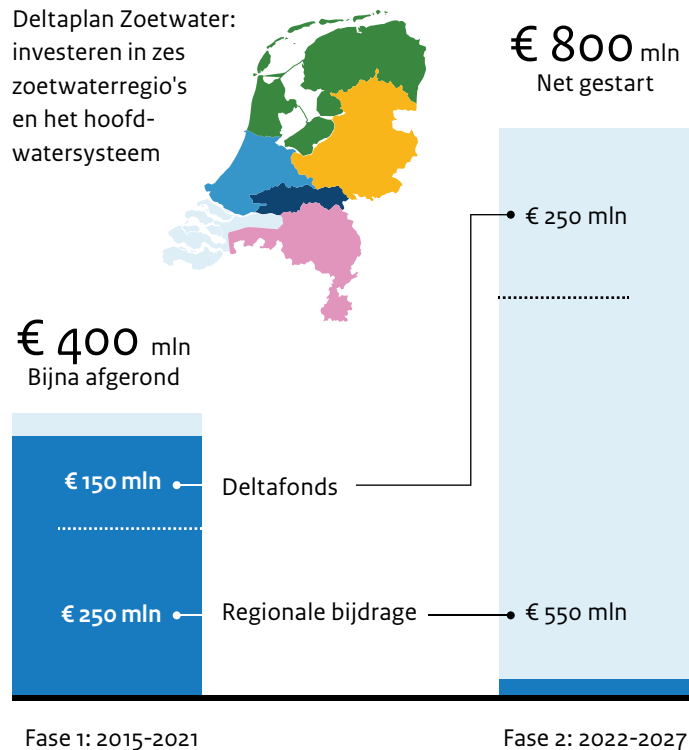 Deltaplan Zoetwater:
investeren in zes
zoetwaterregio's
en het hoofd-
watersysteem
€ 800 mln
Net gestart
€ 250 mln
€ 400 mln
Bijna afgerond
€ 150 mln
Deltafonds
€ 250 mln
Regionale bijdrage
€ 550 mln
Fase 1: 2015-2021
Fase 2: 2022-2027